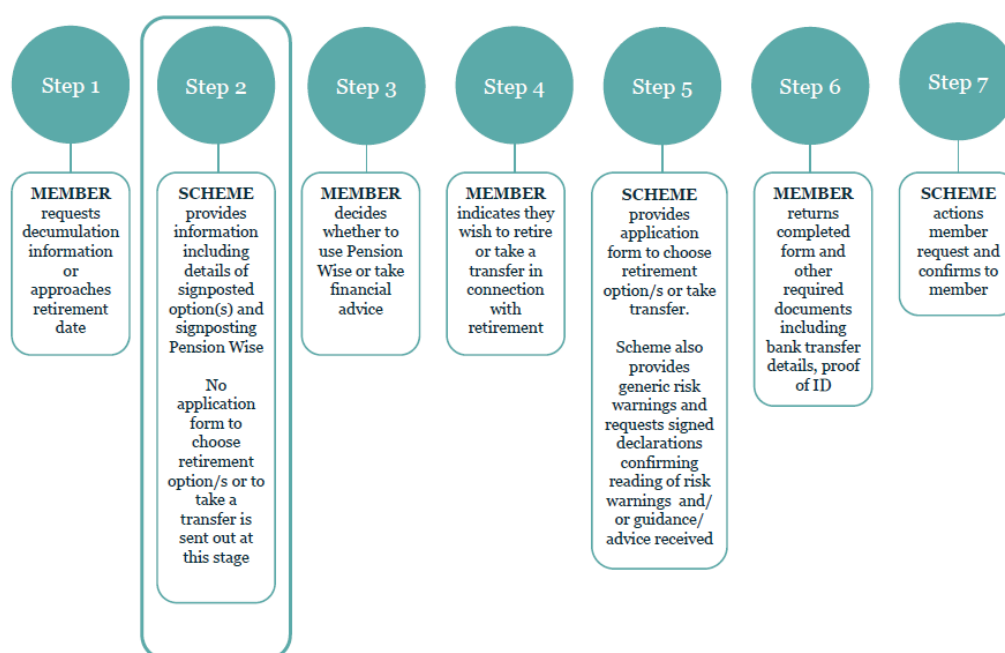 Step 1
MEMBER
requests
decumulation
information
or
approaches
retirement
date
Step 2
SCHEME
provides
information
including
details of
signposted
option(s) and
signposting
Pension Wise
No
application
form to
choose
retirement
option/s or to
take a
transfer is
sent out at
this stage
Step 3
MEMBER
decides
whether to
use Pension
Wise or take
financial
advice
Step 4
MEMBER
indicates they
wish to retire
or take a
transfer in
connection
with
retirement
Step 5
SCHEME
provides
application
form to choose
retirement
option/s or take
transfer.
Scheme also
provides
generic risk
warnings and
requests signed
declarations
confirming
reading of risk
warnings and/
or guidance/
advice received
Step 6
MEMBER
returns
completed
form and
other
required
documents
including
bank transfer
details, proof
of ID
Step 7
SCHEME
actions
member
request and
confirms to
member